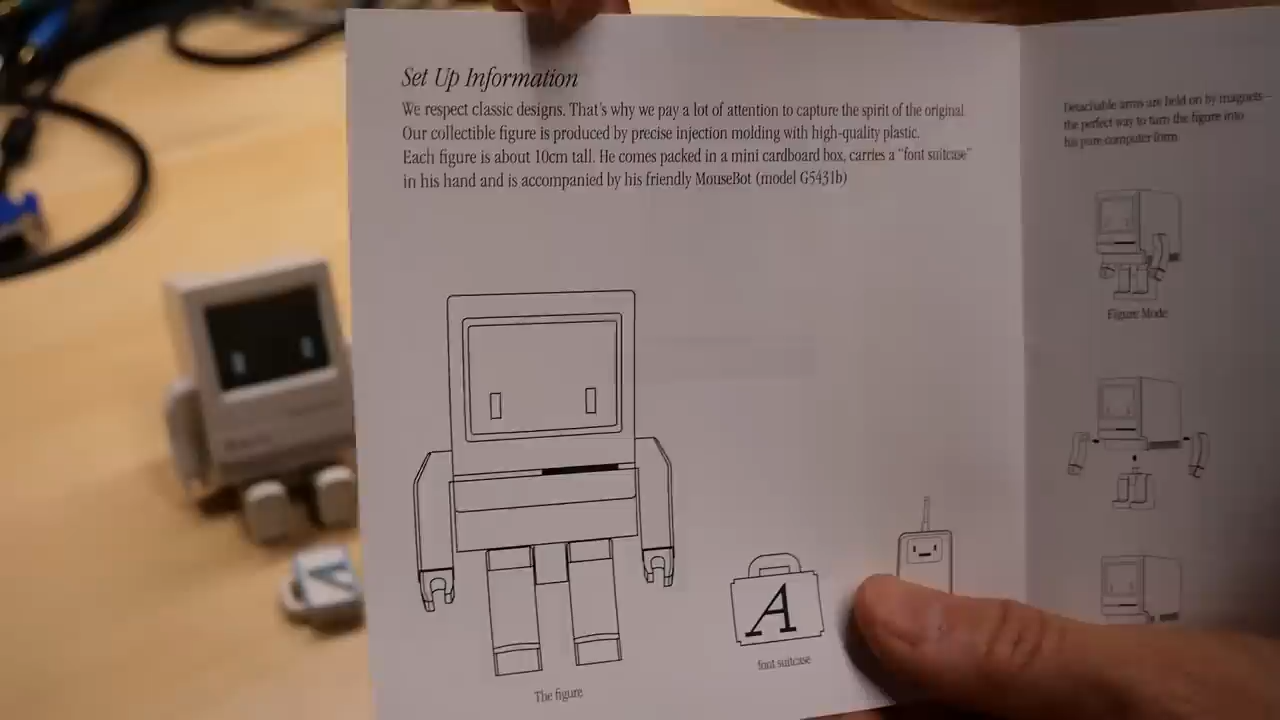 Set Up Information
We respect classic designs. That's why we pay a lot of attention to capture the spirit of the original.
Our collectible figure is produced by precise injection molding with high-quality plastic.
Each figure is about 10cm tall. He comes packed in a mini cardboard box, carries a "font suitcase"
in his hand and is accompanied by his friendly MouseBot (model G5431b)
A
font suitcase
The figure
Detachable arms are held on by magnets–
the perfect way to turn the figure into
his pure computer form.
Figure Mode